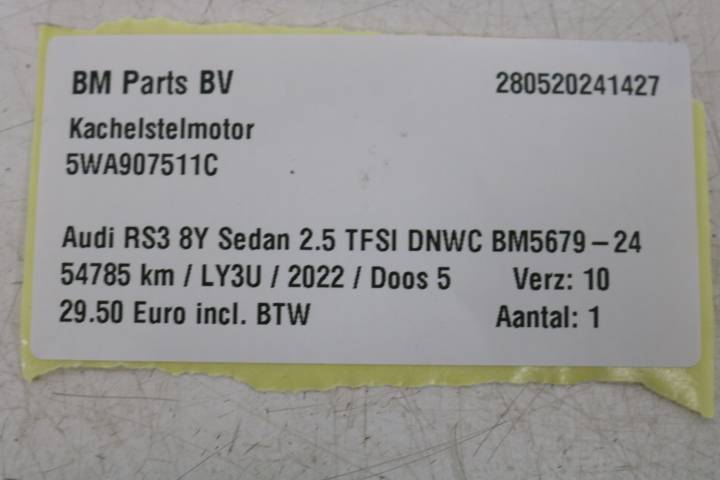 BM Parts BV 280520241427
Kachelstelmotor
5WA907511C
Audi RS3 8Y Sedan 2.5 TFSI DNWC BM5679-24
54785 km / LY3U / 2022 / Doos 5 Verz: 10
29.50 Euro incl. BTW Aantal: 1